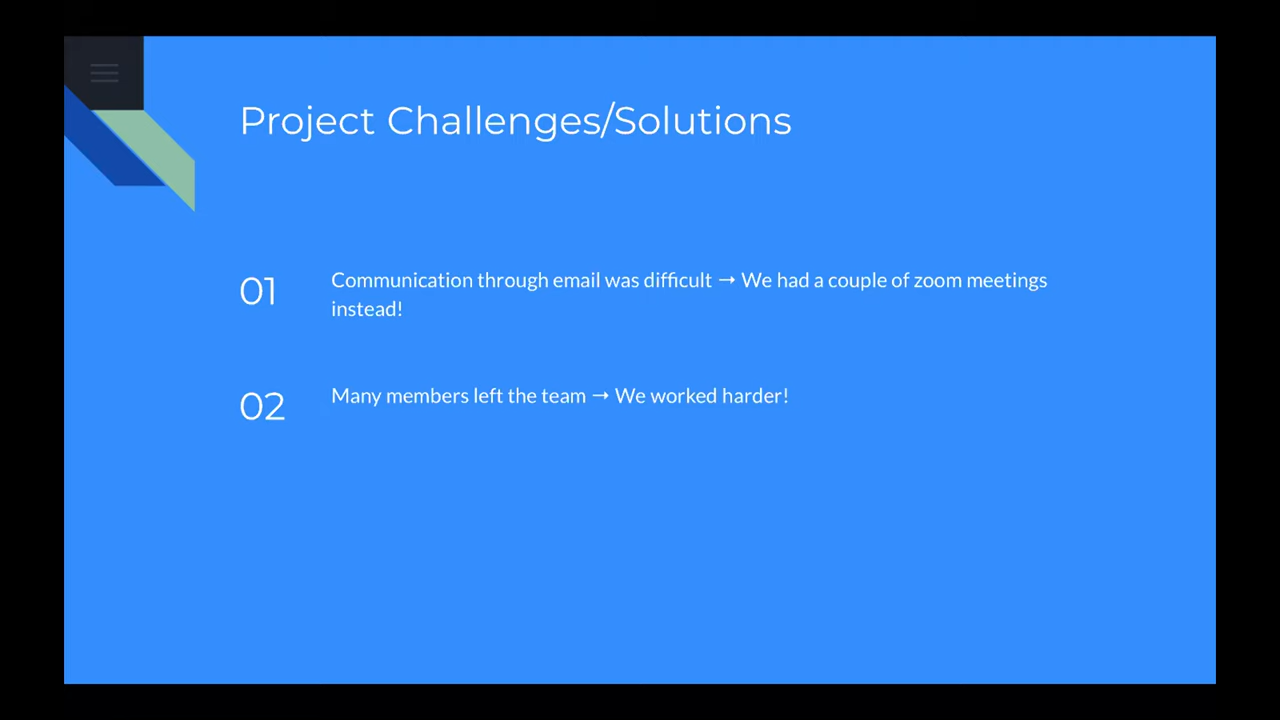 Project Challenges/Solutions
01
Communication through email was difficult → We had a couple of zoom meetings
instead!
02
Many members left the team → We worked harder!